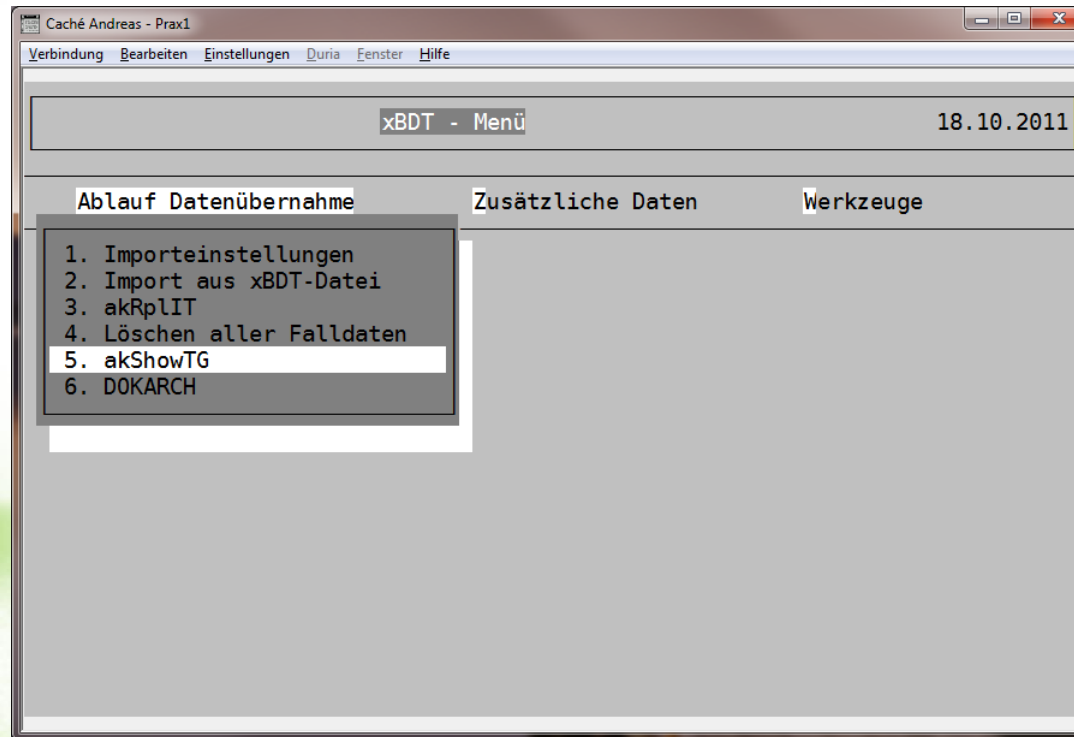 Caché Andreas - Prax1
Verbindung Bearbeiten Einstellungen Duria Fenster Hilfe
xBDT - Menü 18.10.2011
Ablauf Datenübernahme Zusätzliche Daten Werkzeuge
1. Importeinstellungen
2. Import aus xBDT-Datei
3. akRplIT
4. Löschen aller Falldaten
5. akShowTG
6. DOKARCH